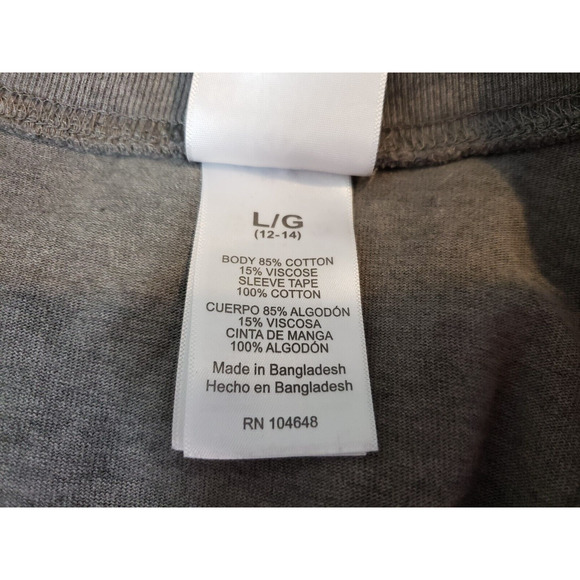 L/G
(12-14)
BODY 85% COTTON
15% VISCOSE
SLEEVE TAPE
100% COTTON
CUERPO 85% ALGODÓN
15% VISCOSA
CINTA DE MANGA
100% ALGODÓN
Made in Bangladesh
Hecho en Bangladesh
RN 104648